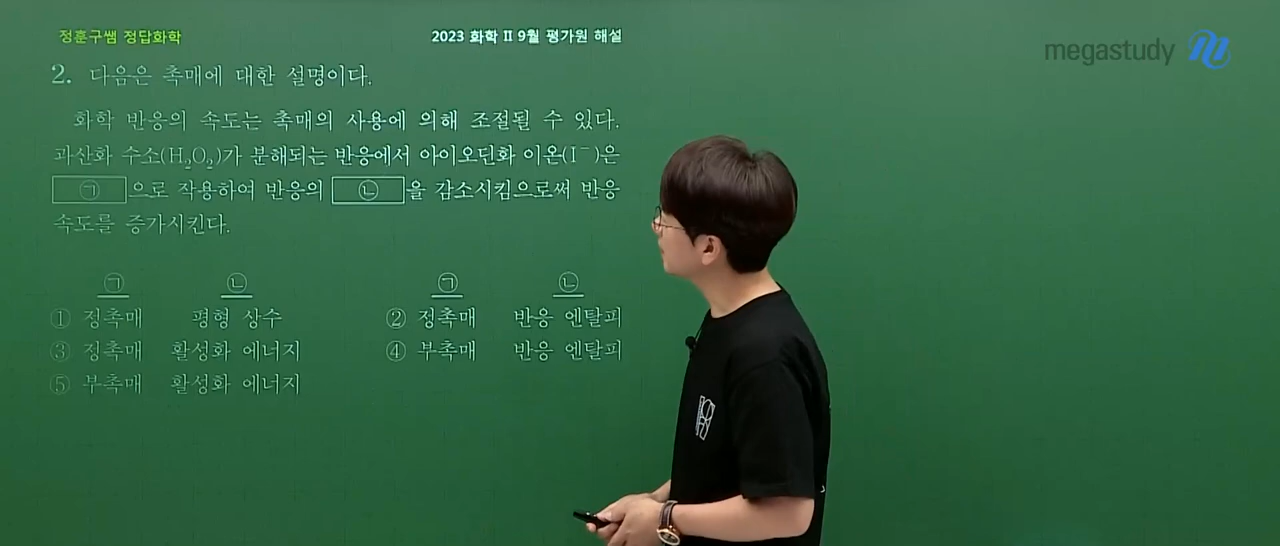 정훈구쌤 정답화학
2023 화학 II 9월 평가원 해설
megastudy
2. 다음은 촉매에 대한 설명이다.
화학 반응의 속도는 촉매의 사용에 의해 조절될 수 있다.
과산화 수소(H₂O₂)가 분해되는 반응에서 아이오딘화 이온(I⁻)은
㉠ 으로 작용하여 반응의 ㉡ 을 감소시킴으로써 반응
속도를 증가시킨다.
㉠ ㉡ ㉠ ㉡
① 정촉매 평형 상수 ② 정촉매 반응 엔탈피
③ 정촉매 활성화 에너지 ④ 부촉매 반응 엔탈피
⑤ 부촉매 활성화 에너지